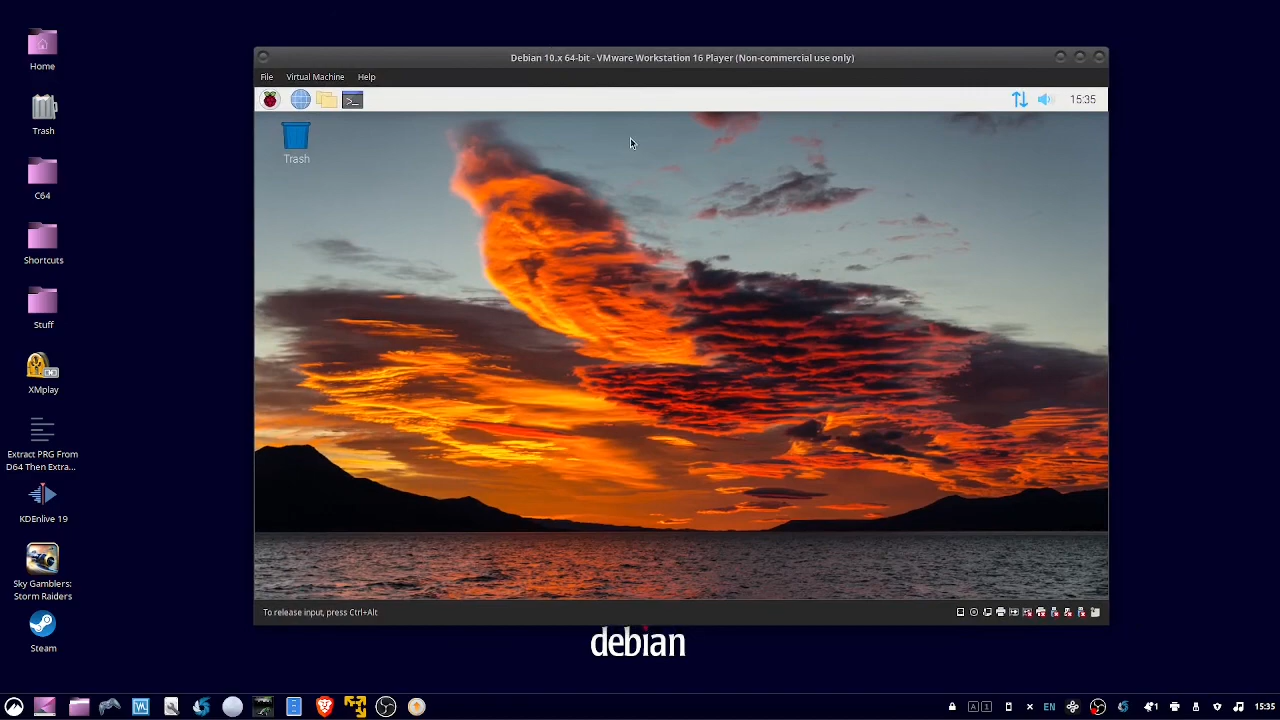 Home
Trash
C64
Shortcuts
Stuff
XMplay
Extract PRG From
D64 Then Extra...
KDEnlive 19
Sky Gamblers:
Storm Raiders
Steam
Debian 10.x 64-bit - VMware Workstation 16 Player (Non-commercial use only)
File Virtual Machine Help
>_ 15:35
Trash
To release input, press Ctrl+Alt
debian
A 1 EN 1 15:35